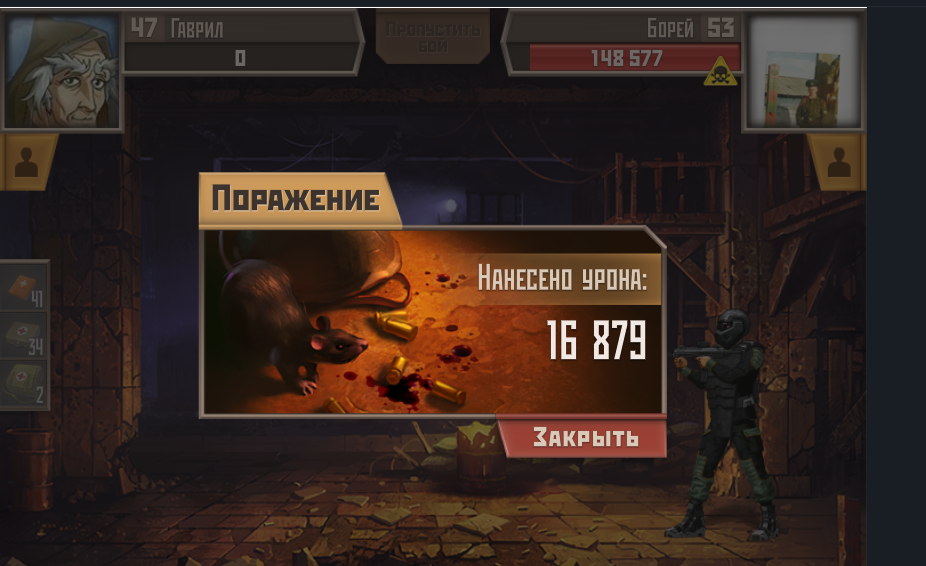 47 Гаврил
0
Пропустить
бой
Борей 53
148 577
Поражение
Нанесено урона:
16 879
41
34
2
Закрыть